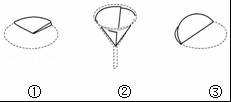 ① ② ③